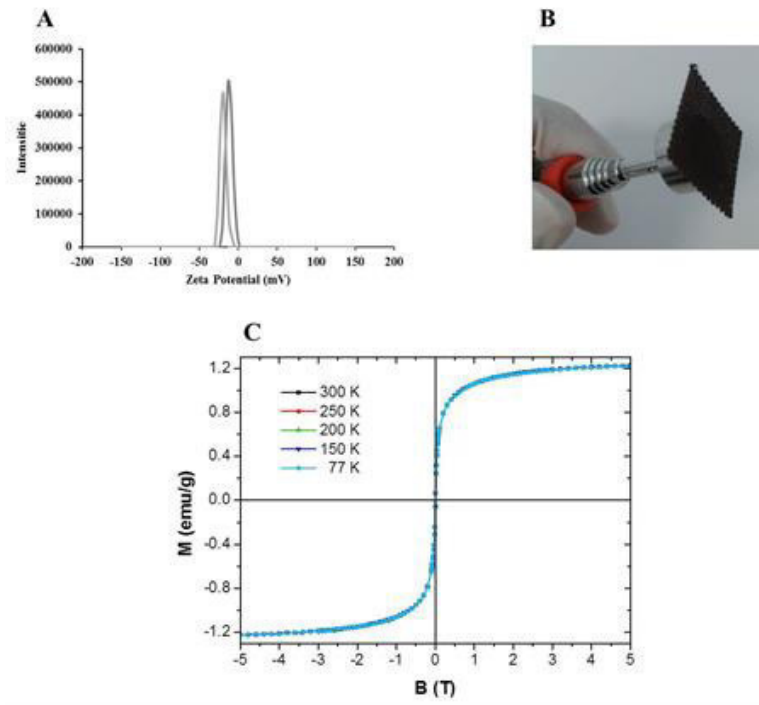 A
B
600000
500000
400000
300000
200000
100000
0
-200 -150 -100 -50 0 50 100 150 200
Intensitic
Zeta Potential (mV)
C
1.2
0.8
0.4
0.0
-0.4
-0.8
-1.2
300 K
250 K
200 K
150 K
77 K
M (emu/g)
-5 -4 -3 -2 -1 0 1 2 3 4 5
B (T)